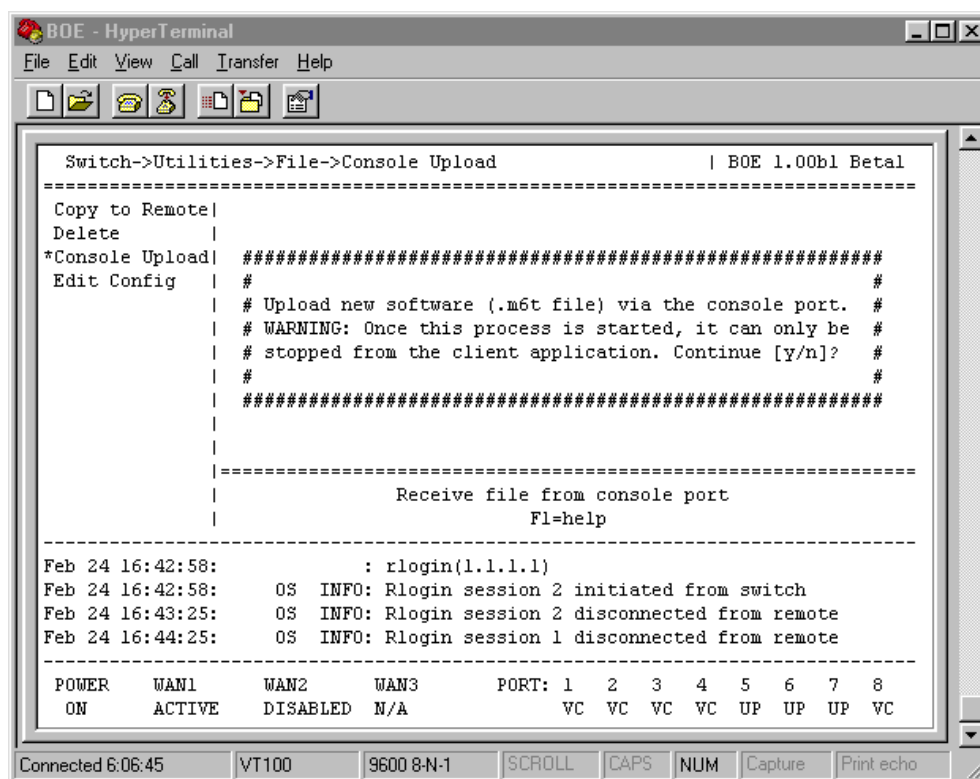 BOE - HyperTerminal
File Edit View Call Transfer Help
Switch->Utilities->File->Console Upload | BOE 1.00b1 Beta1
================================================================================
Copy to Remote|
Delete |
*Console Upload| ##########################################################
Edit Config | # #
| # Upload new software (.m6t file) via the console port. #
| # WARNING: Once this process is started, it can only be #
| # stopped from the client application. Continue [y/n]? #
| # #
| ##########################################################
|
|
|===============================================================
| Receive file from console port
| F1=help
--------------------------------------------------------------------------------
Feb 24 16:42:58: : rlogin(1.1.1.1)
Feb 24 16:42:58: OS INFO: Rlogin session 2 initiated from switch
Feb 24 16:43:25: OS INFO: Rlogin session 2 disconnected from remote
Feb 24 16:44:25: OS INFO: Rlogin session 1 disconnected from remote
--------------------------------------------------------------------------------
POWER WAN1 WAN2 WAN3 PORT: 1 2 3 4 5 6 7 8
ON ACTIVE DISABLED N/A VC VC VC VC UP UP UP VC
Connected 6:06:45 VT100 9600 8-N-1 SCROLL CAPS NUM Capture Print echo